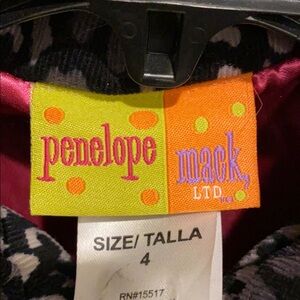 penelope mack,
LTD.
SIZE/ TALLA
4
RN#15517